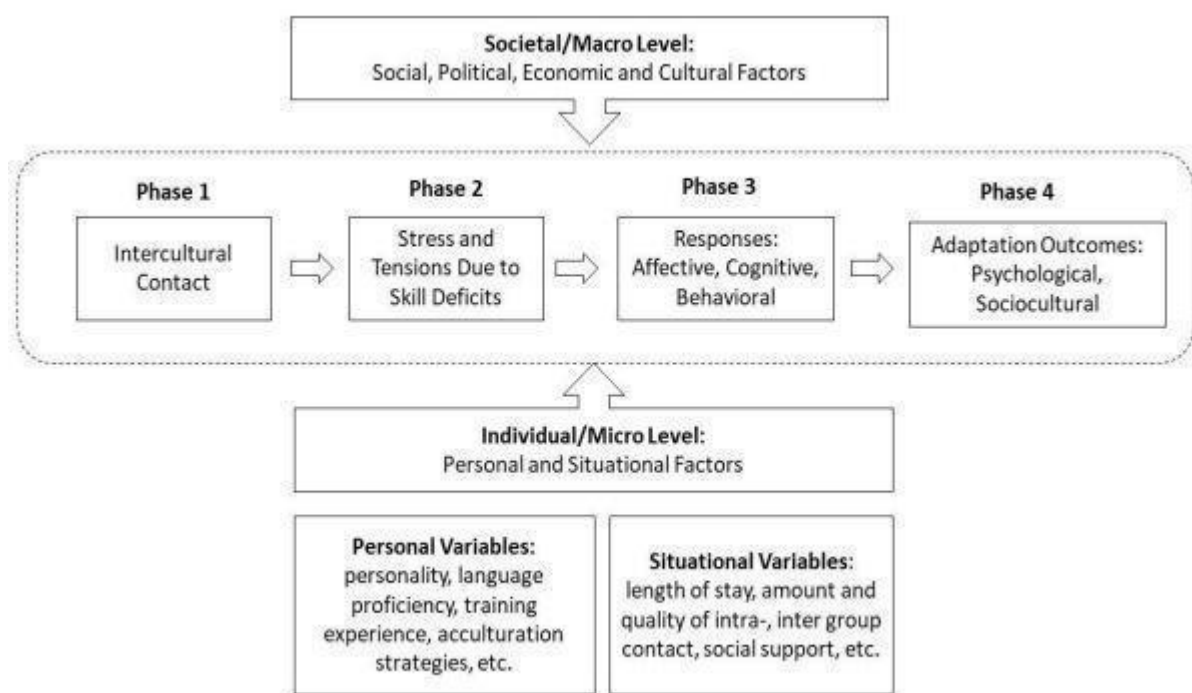 Societal/Macro Level:
Social, Political, Economic and Cultural Factors
Phase 1
Intercultural
Contact
Phase 2
Stress and
Tensions Due to
Skill Deficits
Phase 3
Responses:
Affective, Cognitive,
Behavioral
Phase 4
Adaptation Outcomes:
Psychological,
Sociocultural
Individual/Micro Level:
Personal and Situational Factors
Personal Variables:
personality, language
proficiency, training
experience, acculturation
strategies, etc.
Situational Variables:
length of stay, amount and
quality of intra-, inter group
contact, social support, etc.